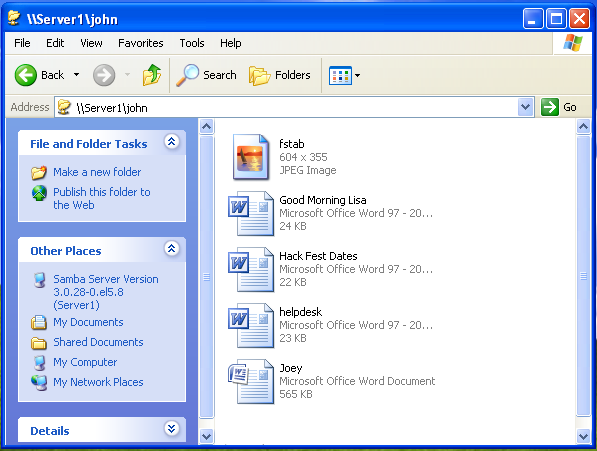 \\Server1\john
File Edit View Favorites Tools Help
Back Search Folders
Address \\Server1\john Go
File and Folder Tasks
Make a new folder
Publish this folder to
the Web
Other Places
Samba Server Version
3.0.28-0.el5.8
(Server1)
My Documents
Shared Documents
My Computer
My Network Places
Details
fstab
604 x 355
JPEG Image
Good Morning Lisa
Microsoft Office Word 97 - 20...
24 KB
Hack Fest Dates
Microsoft Office Word 97 - 20...
22 KB
helpdesk
Microsoft Office Word 97 - 20...
23 KB
Joey
Microsoft Office Word Document
565 KB